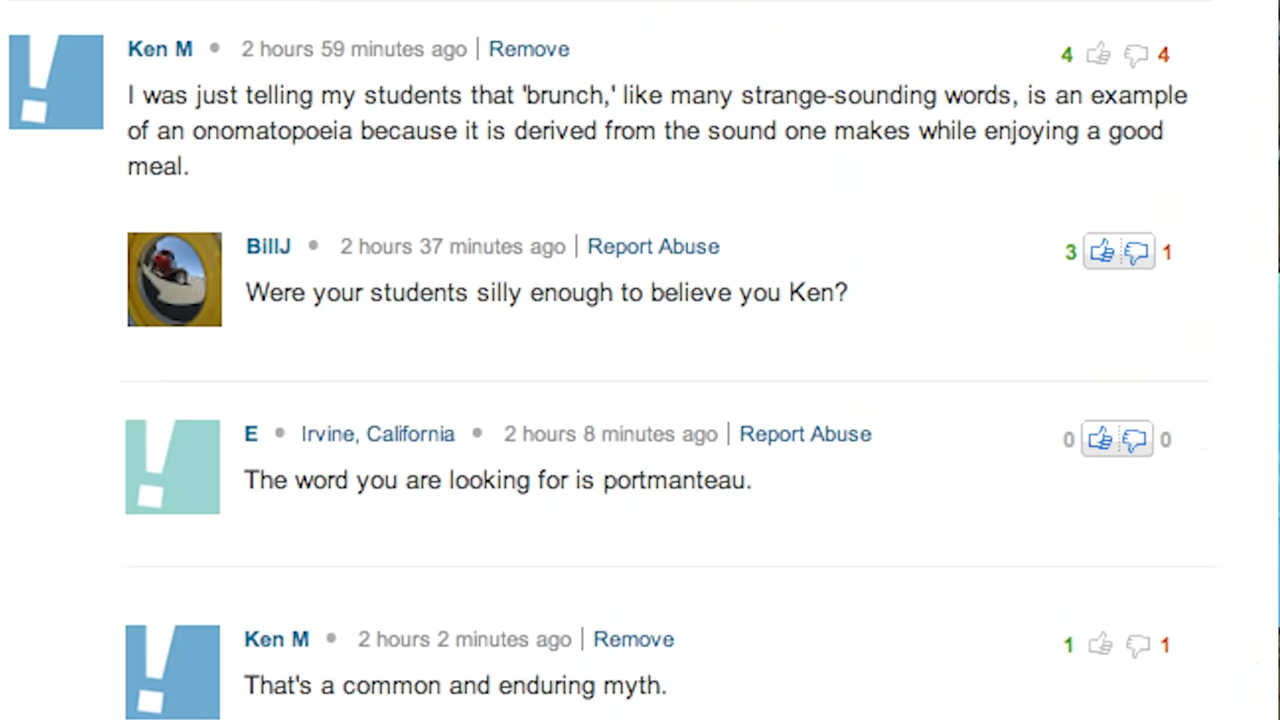 Ken M • 2 hours 59 minutes ago | Remove 4 4
I was just telling my students that 'brunch,' like many strange-sounding words, is an example
of an onomatopoeia because it is derived from the sound one makes while enjoying a good
meal.
BillJ • 2 hours 37 minutes ago | Report Abuse 3 1
Were your students silly enough to believe you Ken?
E • Irvine, California • 2 hours 8 minutes ago | Report Abuse 0 0
The word you are looking for is portmanteau.
Ken M • 2 hours 2 minutes ago | Remove 1 1
That's a common and enduring myth.